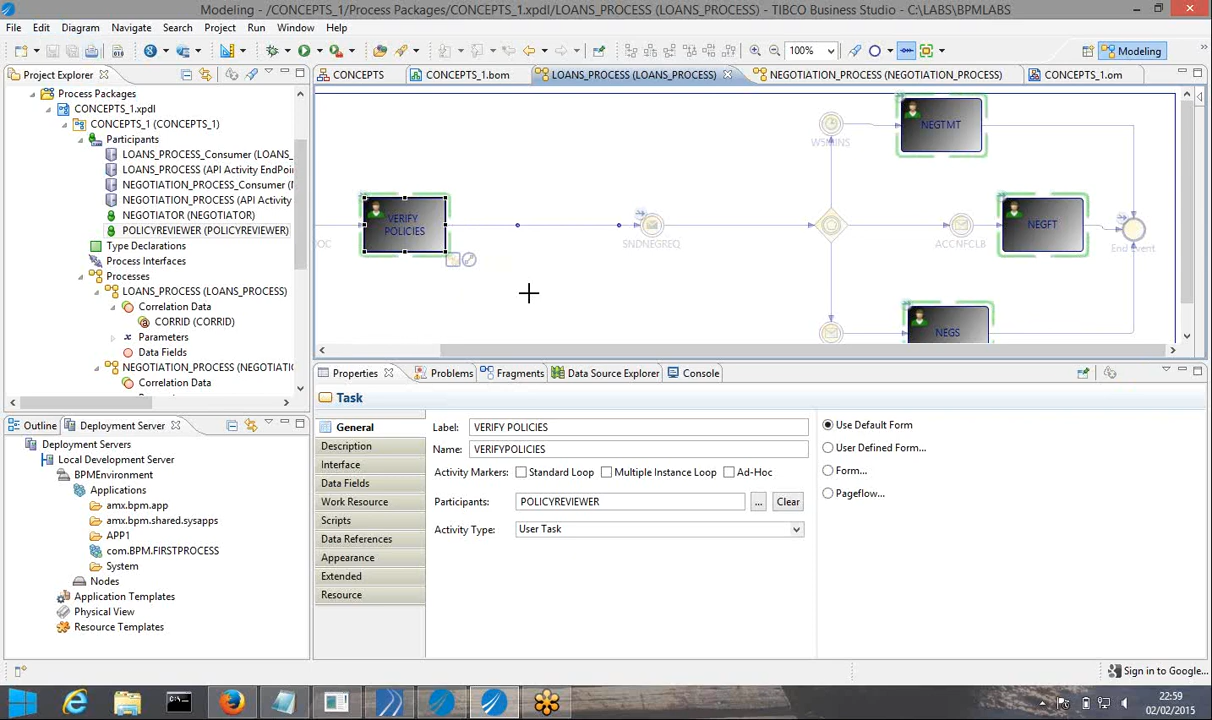 Modeling - /CONCEPTS_1/Process Packages/CONCEPTS_1.xpdl/LOANS_PROCESS (LOANS_PROCESS) - TIBCO Business Studio - C:\LABS\BPMLABS
File Edit Diagram Navigate Search Project Run Window Help
100%
Modeling
Project Explorer
CONCEPTS
CONCEPTS_1.bom
LOANS_PROCESS (LOANS_PROCESS)
NEGOTIATION_PROCESS (NEGOTIATION_PROCESS)
CONCEPTS_1.om
Process Packages
CONCEPTS_1.xpdl
CONCEPTS_1 (CONCEPTS_1)
Participants
LOANS_PROCESS_Consumer (LOANS_
LOANS_PROCESS (API Activity EndPoi
NEGOTIATION_PROCESS_Consumer (N
NEGOTIATION_PROCESS (API Activity
NEGOTIATOR (NEGOTIATOR)
POLICYREVIEWER (POLICYREVIEWER)
Type Declarations
Process Interfaces
Processes
LOANS_PROCESS (LOANS_PROCESS)
Correlation Data
CORRID (CORRID)
Parameters
Data Fields
NEGOTIATION_PROCESS (NEGOTIATION
Correlation Data
OC
VERIFY
POLICIES
SNDNEGREQ
W5MINS
NEGTMT
ACCNFCLB
NEGFT
End Event
NEGS
Outline
Deployment Server
Deployment Servers
Local Development Server
BPMEnvironment
Applications
amx.bpm.app
amx.bpm.shared.sysapps
APP1
com.BPM.FIRSTPROCESS
System
Nodes
Application Templates
Physical View
Resource Templates
Properties
Problems
Fragments
Data Source Explorer
Console
Task
General
Description
Interface
Data Fields
Work Resource
Scripts
Data References
Appearance
Extended
Resource
Label: VERIFY POLICIES
Name: VERIFYPOLICIES
Activity Markers: Standard Loop Multiple Instance Loop Ad-Hoc
Participants: POLICYREVIEWER ... Clear
Activity Type: User Task
Use Default Form
User Defined Form...
Form...
Pageflow...
Sign in to Google...
22:59
02/02/2015